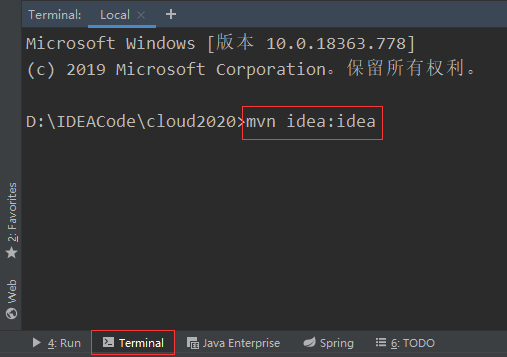 Terminal: Local × +
Microsoft Windows [版本 10.0.18363.778]
(c) 2019 Microsoft Corporation。保留所有权利。
D:\IDEACode\cloud2020>mvn idea:idea
2: Favorites
Web
4: Run Terminal Java Enterprise Spring 6: TODO